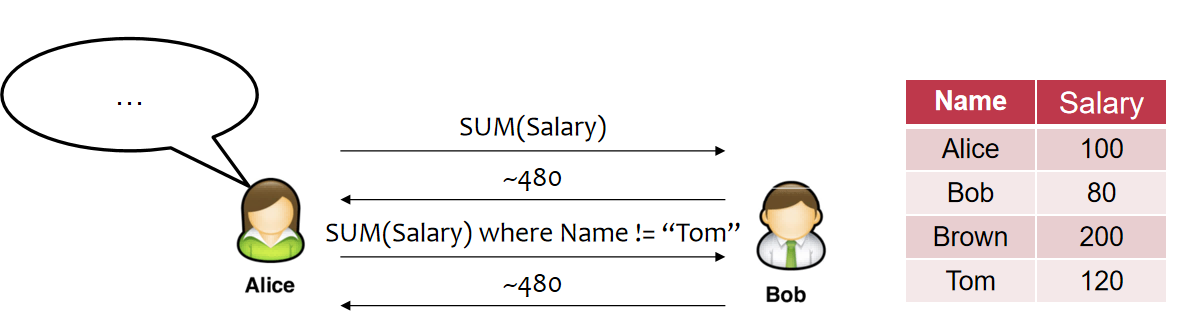 ...
SUM(Salary)
~480
SUM(Salary) where Name != “Tom”
~480
Alice
Bob
Name Salary
Alice 100
Bob 80
Brown 200
Tom 120